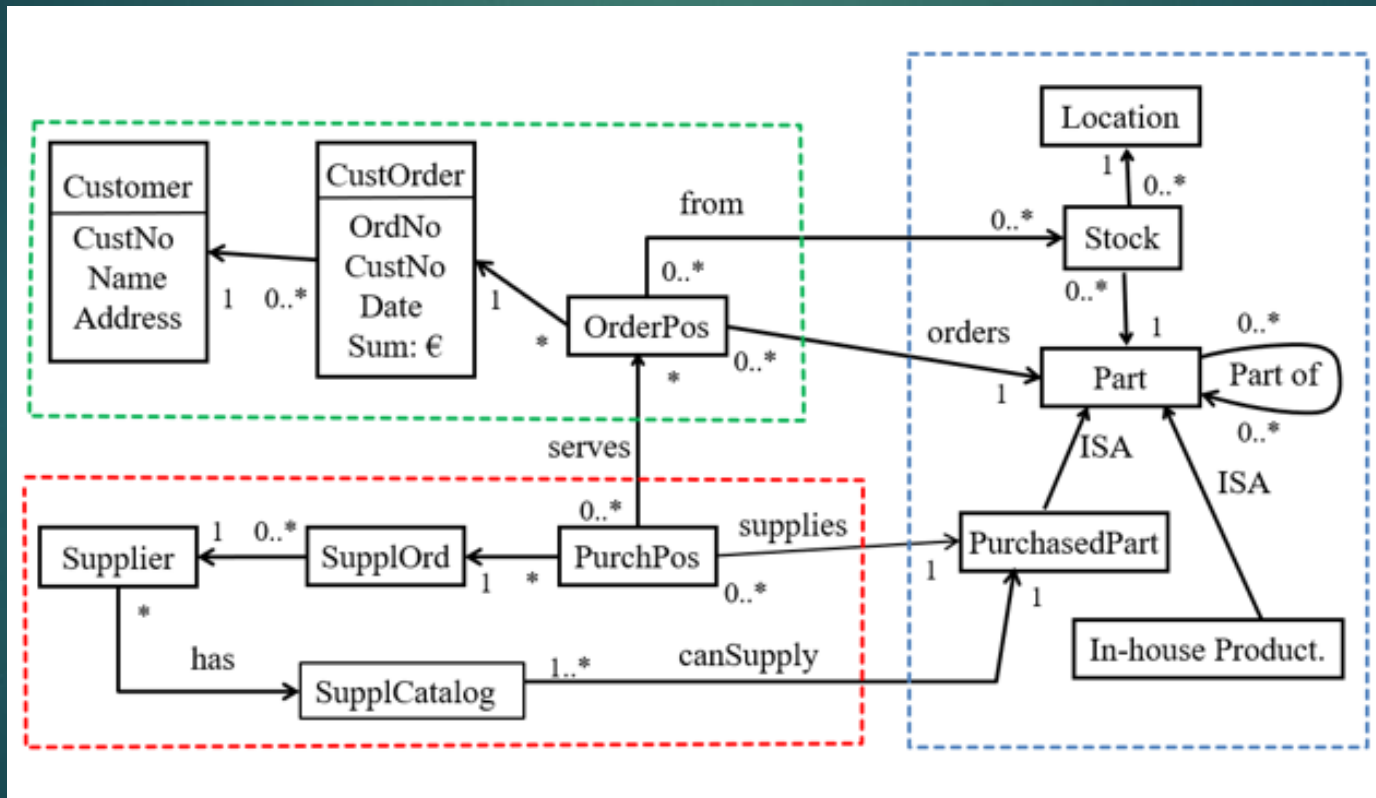 Customer
CustNo
Name
Address
1
0..*
CustOrder
OrdNo
CustNo
Date
Sum: €
1
*
from
0..*
0..*
OrderPos
0..*
*
orders
1
Location
1
0..*
Stock
0..*
1
Part
0..*
Part of
0..*
ISA
ISA
serves
0..*
Supplier
1
0..*
SupplOrd
1
*
PurchPos
supplies
0..*
1
PurchasedPart
1
In-house Product.
*
has
SupplCatalog
1..*
canSupply